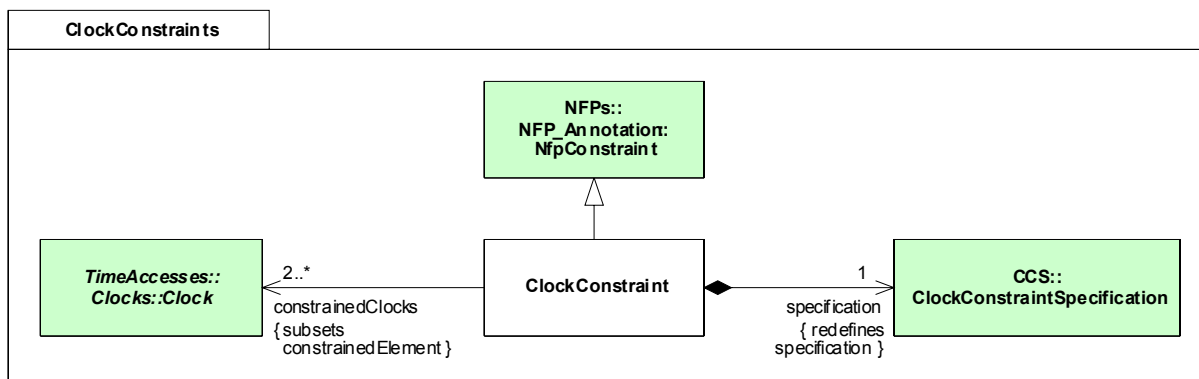 ClockConstraints
NFPs::
NFP_Annotation::
NfpConstraint
TimeAccesses::
Clocks::Clock
2..*
constrainedClocks
{ subsets
constrainedElement }
ClockConstraint
1
specification
{ redefines
specification }
CCS::
ClockConstraintSpecification